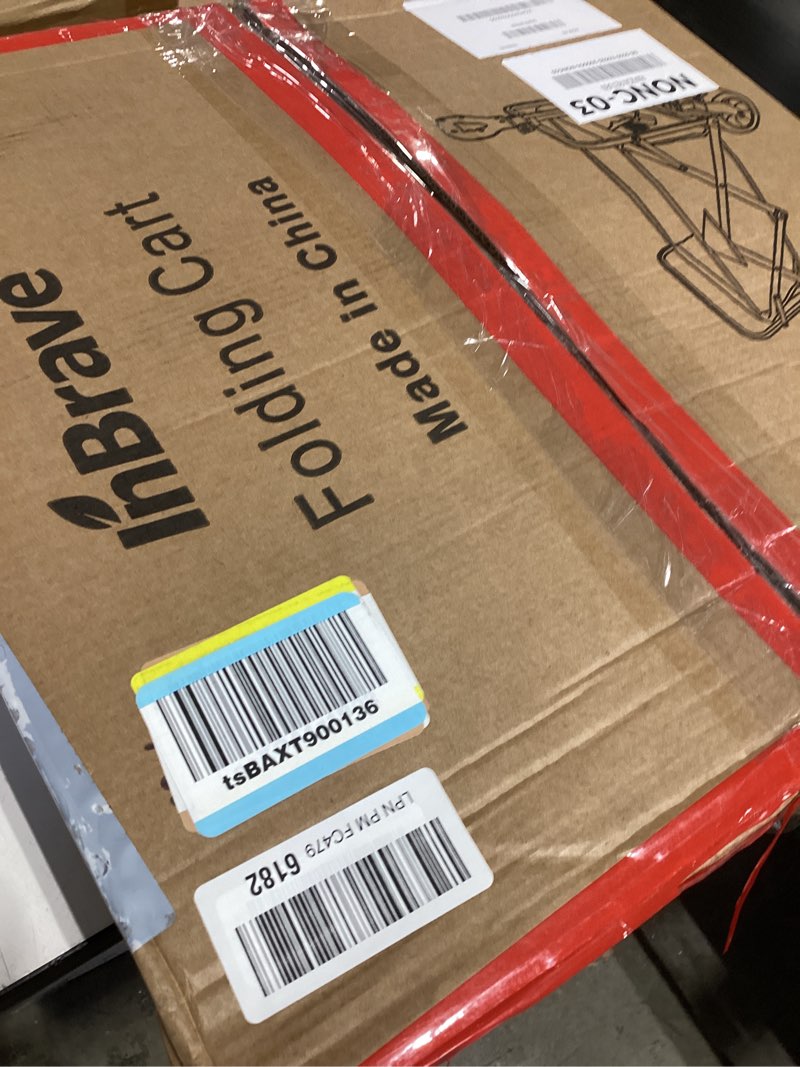 InBrave
Folding Cart
Made in China
NONC-03
tsBAXT900136
LPN PM FC479 6182